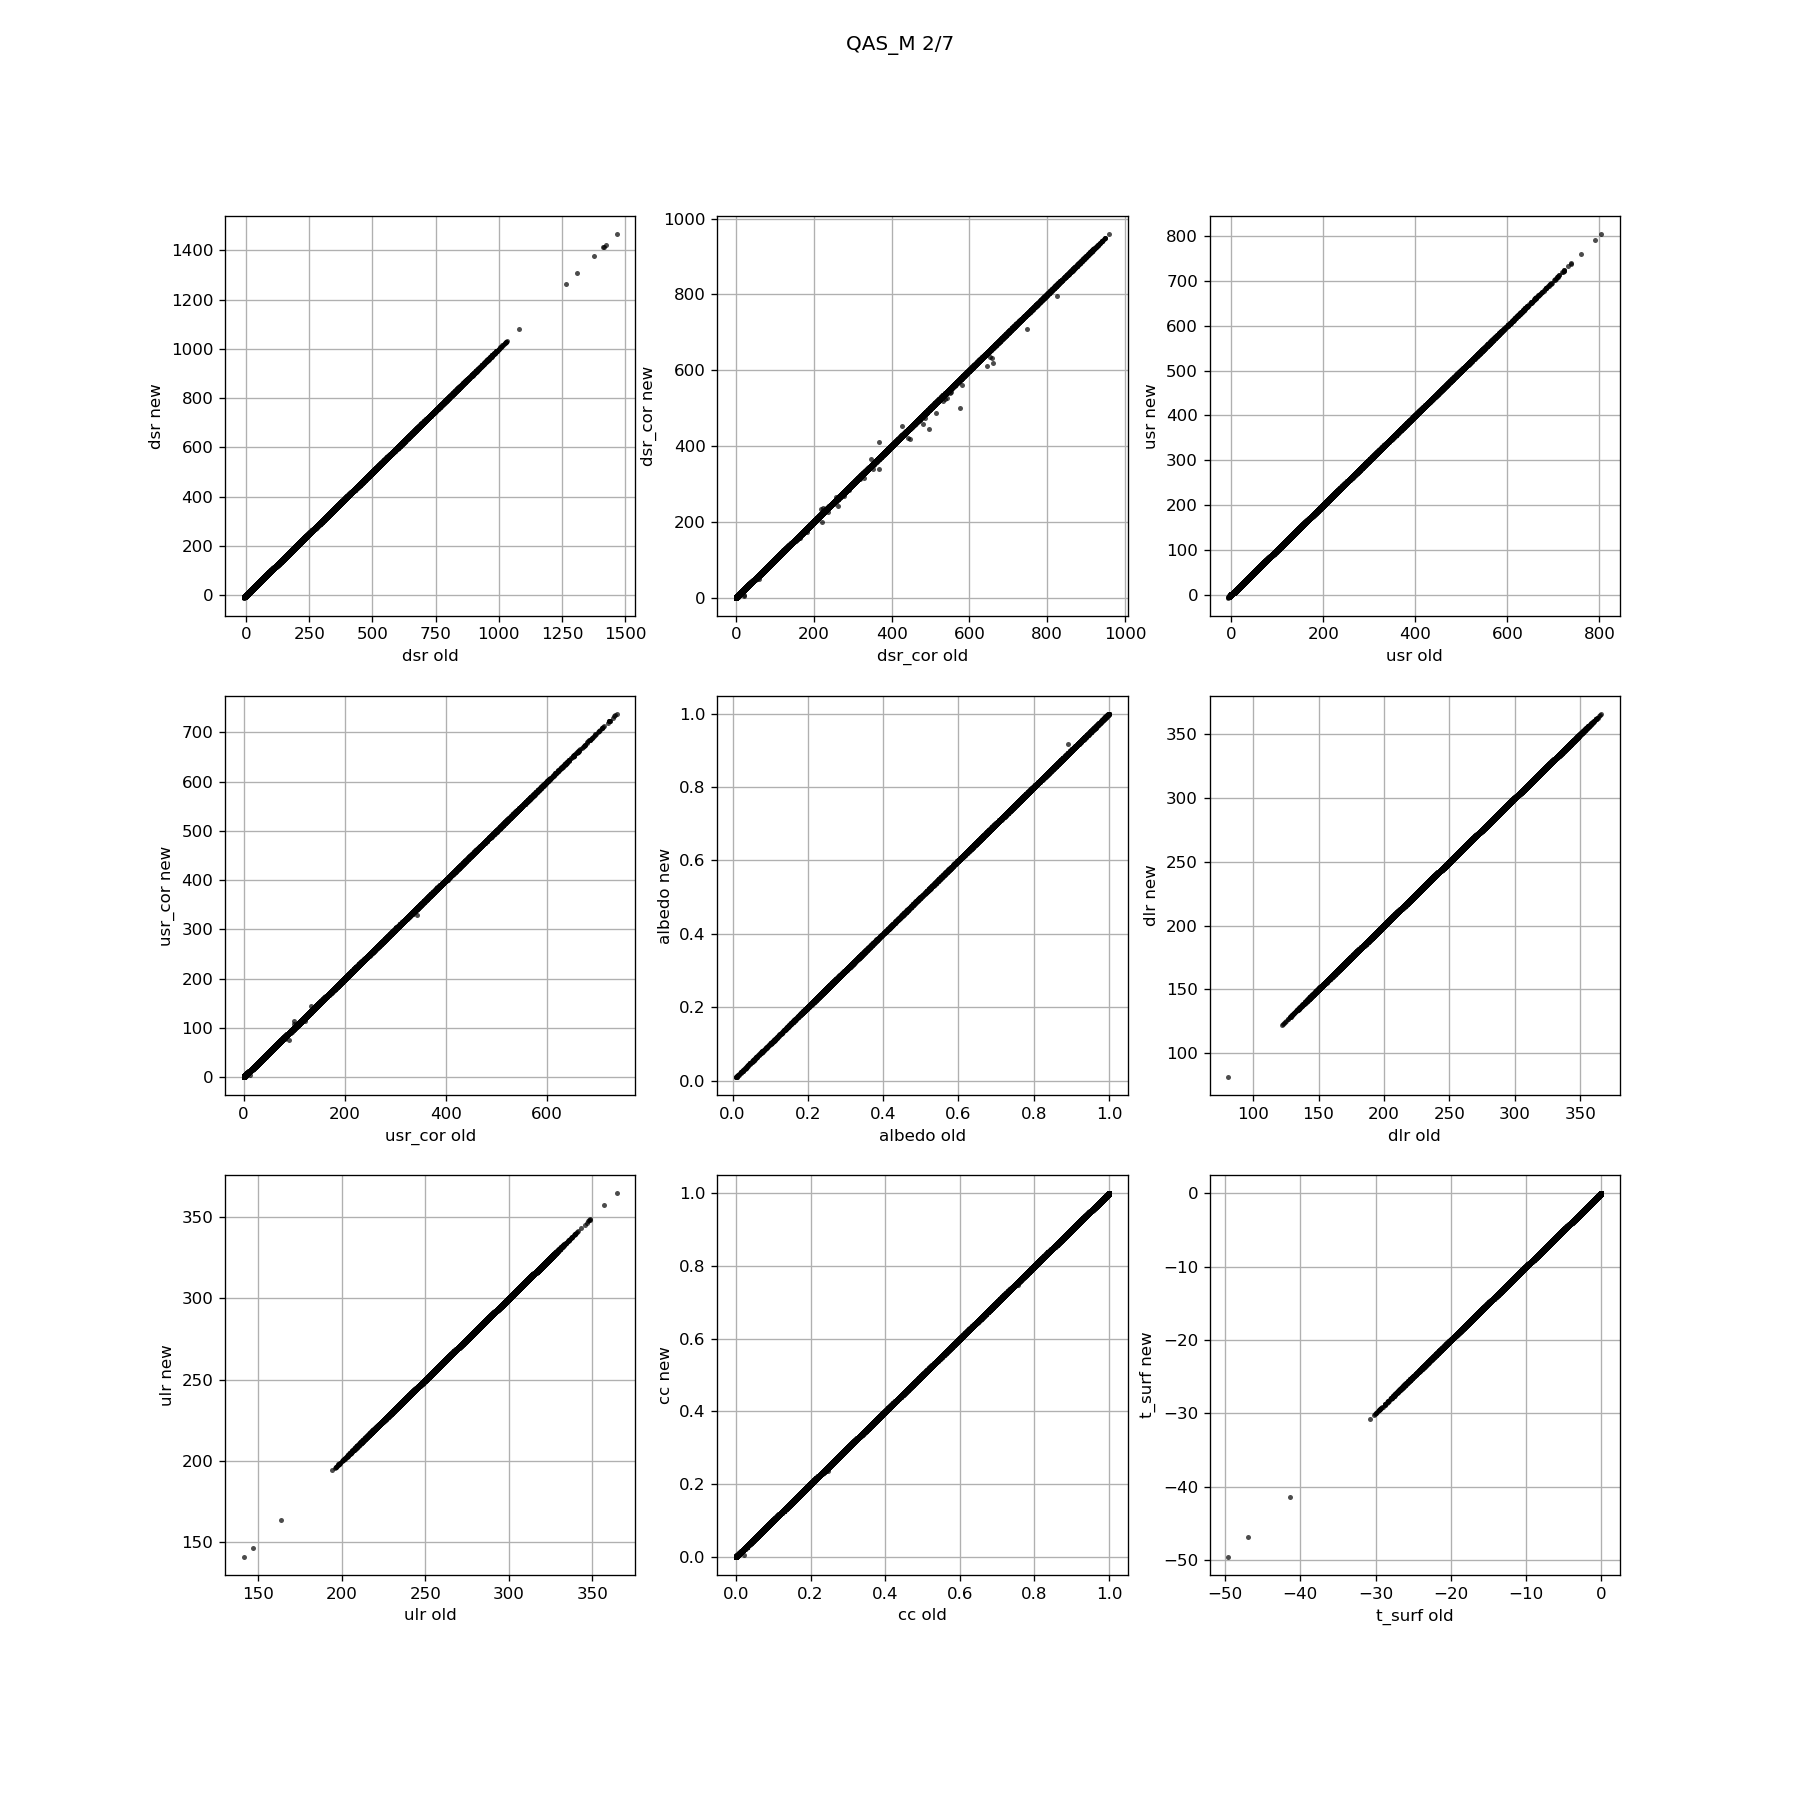 QAS_M 2/7
1400
1200
1000
800
600
400
200
0
dsr new
0 250 500 750 1000 1250 1500
dsr old
1000
800
600
400
200
0
dsr_cor new
0 200 400 600 800 1000
dsr_cor old
800
700
600
500
400
300
200
100
0
usr new
0 200 400 600 800
usr old
700
600
500
400
300
200
100
0
usr_cor new
0 200 400 600
usr_cor old
1.0
0.8
0.6
0.4
0.2
0.0
albedo new
0.0 0.2 0.4 0.6 0.8 1.0
albedo old
350
300
250
200
150
100
dlr new
100 150 200 250 300 350
dlr old
350
300
250
200
150
ulr new
150 200 250 300 350
ulr old
1.0
0.8
0.6
0.4
0.2
0.0
cc new
0.0 0.2 0.4 0.6 0.8 1.0
cc old
0
−10
−20
−30
−40
−50
t_surf new
−50 −40 −30 −20 −10 0
t_surf old